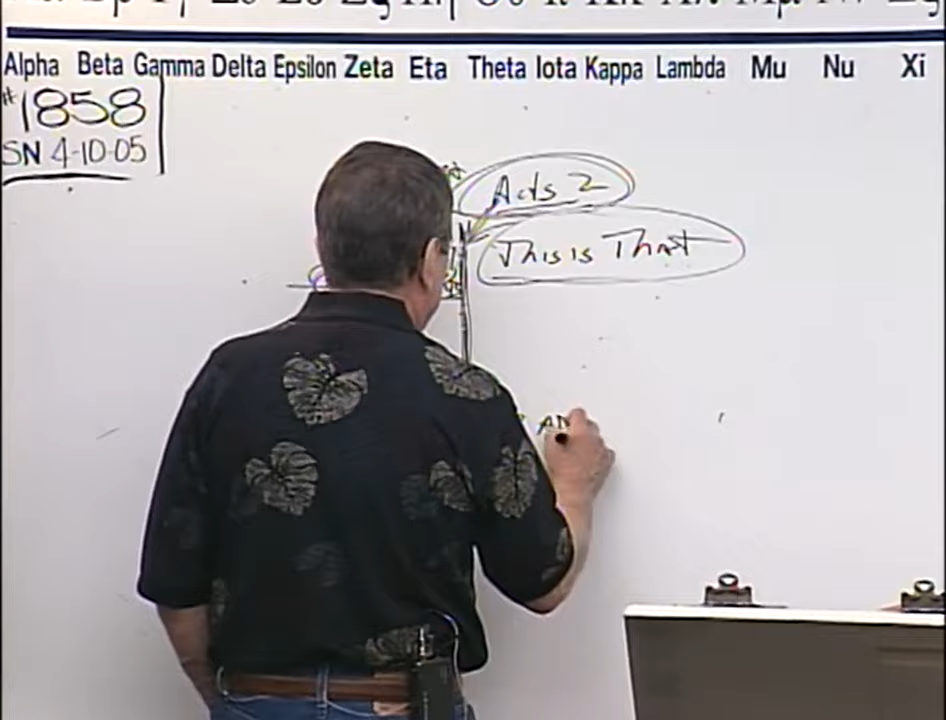 Alpha Beta Gamma Delta Epsilon Zeta Eta Theta Iota Kappa Lambda Mu Nu Xi
#1858
SN 4-10-05
Acts 2
This is That